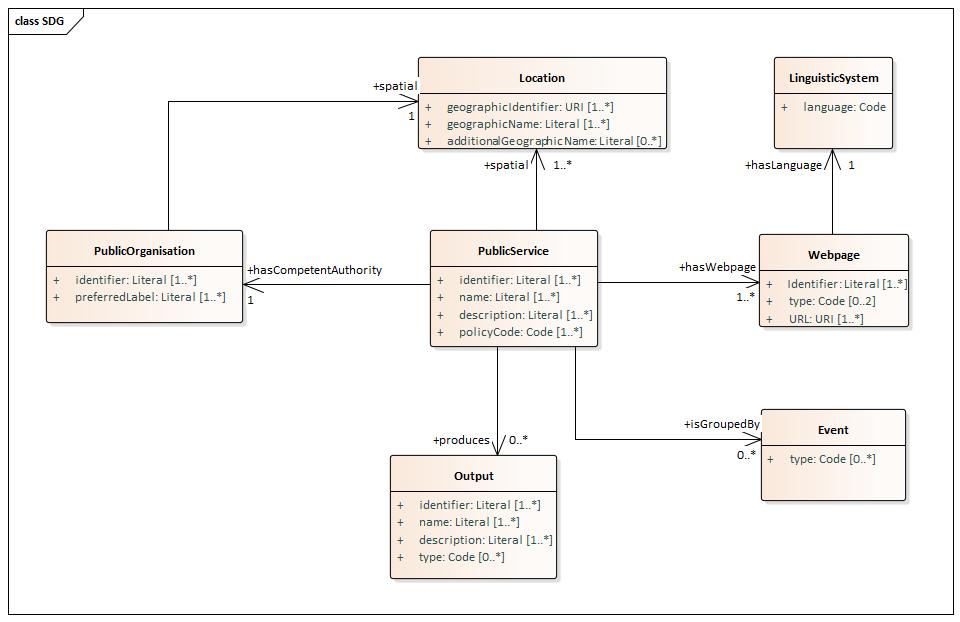 class SDG
Location
+ geographicIdentifier: URI [1..*]
+ geographicName: Literal [1..*]
+ additionalGeographicName: Literal [0..*]
LinguisticSystem
+ language: Code
+spatial
1
+spatial
1..*
+hasLanguage
1
PublicOrganisation
+ identifier: Literal [1..*]
+ preferredLabel: Literal [1..*]
+hasCompetentAuthority
1
PublicService
+ identifier: Literal [1..*]
+ name: Literal [1..*]
+ description: Literal [1..*]
+ policyCode: Code [1..*]
+hasWebpage
1..*
Webpage
+ Identifier: Literal [1..*]
+ type: Code [0..2]
+ URL: URI [1..*]
+produces
0..*
+isGroupedBy
0..*
Event
+ type: Code [0..*]
Output
+ identifier: Literal [1..*]
+ name: Literal [1..*]
+ description: Literal [1..*]
+ type: Code [0..*]